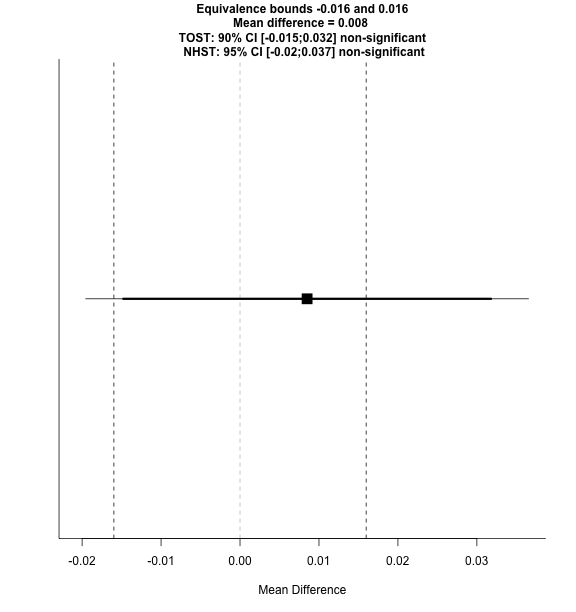 Equivalence bounds -0.016 and 0.016
Mean difference = 0.008
TOST: 90% CI [-0.015;0.032] non-significant
NHST: 95% CI [-0.02;0.037] non-significant
-0.02 -0.01 0.00 0.01 0.02 0.03
Mean Difference